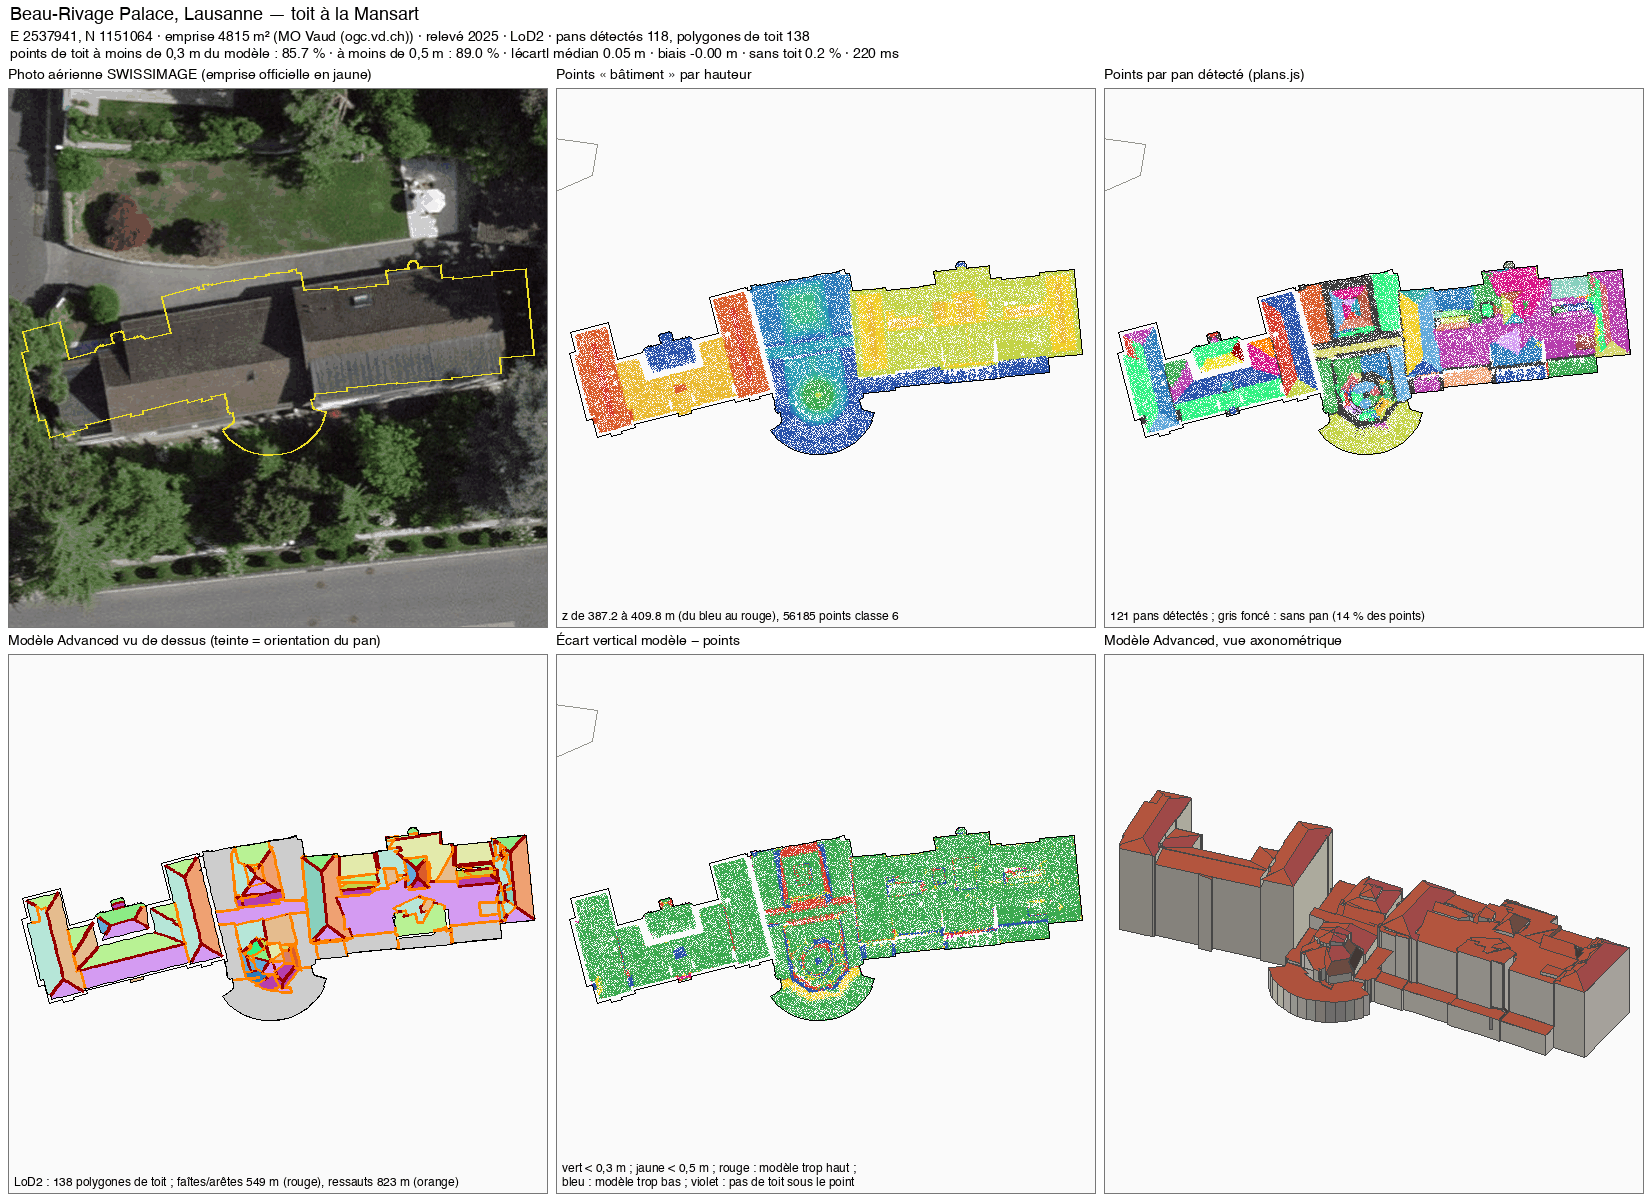 Beau-Rivage Palace, Lausanne — toit à la Mansart
E 2537941, N 1151064 · emprise 4815 m² (MO Vaud (ogc.vd.ch)) · relevé 2025 · LoD2 · pans détectés 118, polygones de toit 138
points de toit à moins de 0,3 m du modèle : 85.7 % · à moins de 0,5 m : 89.0 % · |écart| médian 0.05 m · biais -0.00 m · sans toit 0.2 % · 220 ms
Photo aérienne SWISSIMAGE (emprise officielle en jaune)
Points « bâtiment » par hauteur
Points par pan détecté (plans.js)
z de 387.2 à 409.8 m (du bleu au rouge), 56185 points classe 6
121 pans détectés ; gris foncé : sans pan (14 % des points)
Modèle Advanced vu de dessus (teinte = orientation du pan)
Écart vertical modèle – points
Modèle Advanced, vue axonométrique
LoD2 : 138 polygones de toit ; faîtes/arêtes 549 m (rouge), ressauts 823 m (orange)
vert < 0,3 m ; jaune < 0,5 m ; rouge : modèle trop haut ;
bleu : modèle trop bas ; violet : pas de toit sous le point